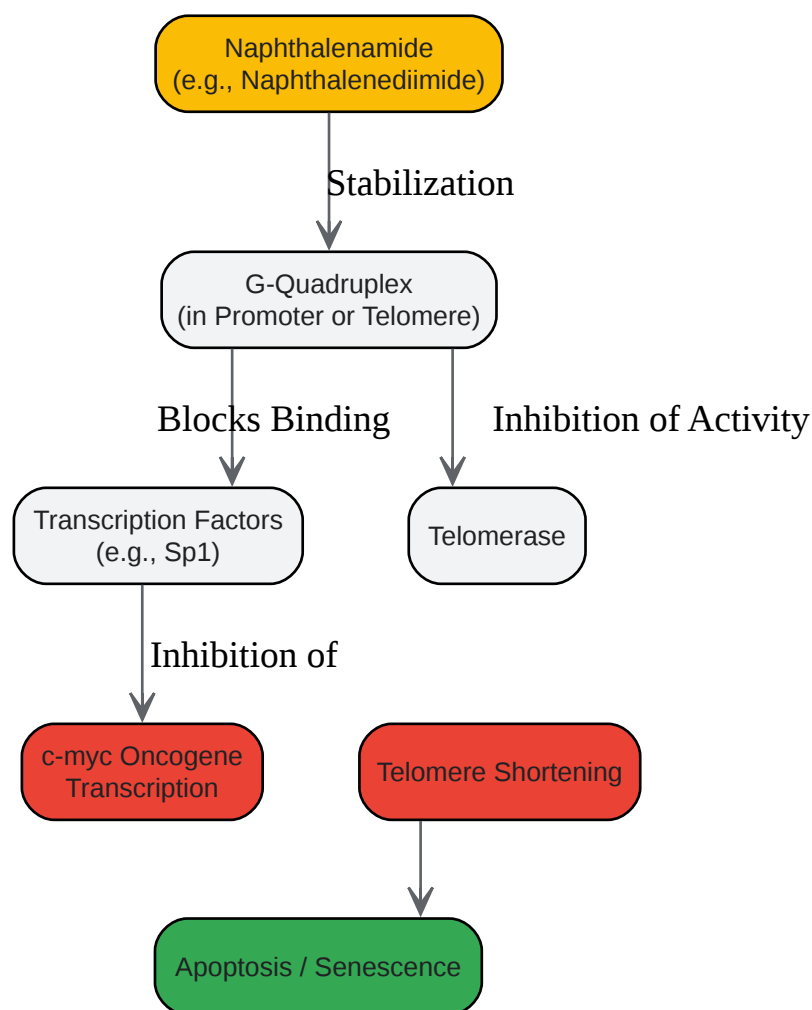 Naphthalenamide
(e.g., Naphthalenediimide)
Stabilization
G-Quadruplex
(in Promoter or Telomere)
Blocks Binding
Inhibition of Activity
Transcription Factors
(e.g., Sp1)
Telomerase
Inhibition of
c-myc Oncogene
Transcription
Telomere Shortening
Apoptosis / Senescence